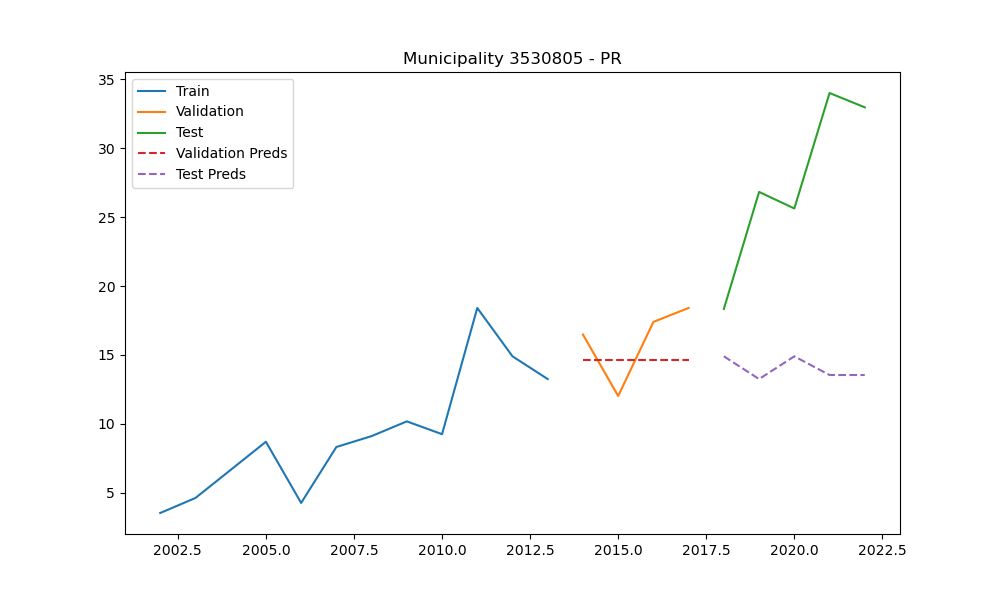 Municipality 3530805 - PR
35
30
25
20
15
10
5
Train
Validation
Test
Validation Preds
Test Preds
2002.5 2005.0 2007.5 2010.0 2012.5 2015.0 2017.5 2020.0 2022.5